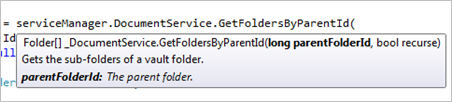 = serviceManager.DocumentService.GetFoldersByParentId(
Id
Folder[] _DocumentService.GetFoldersByParentId(long parentFolderId, bool recurse)
Gets the sub-folders of a vault folder.
parentFolderId: The parent folder.